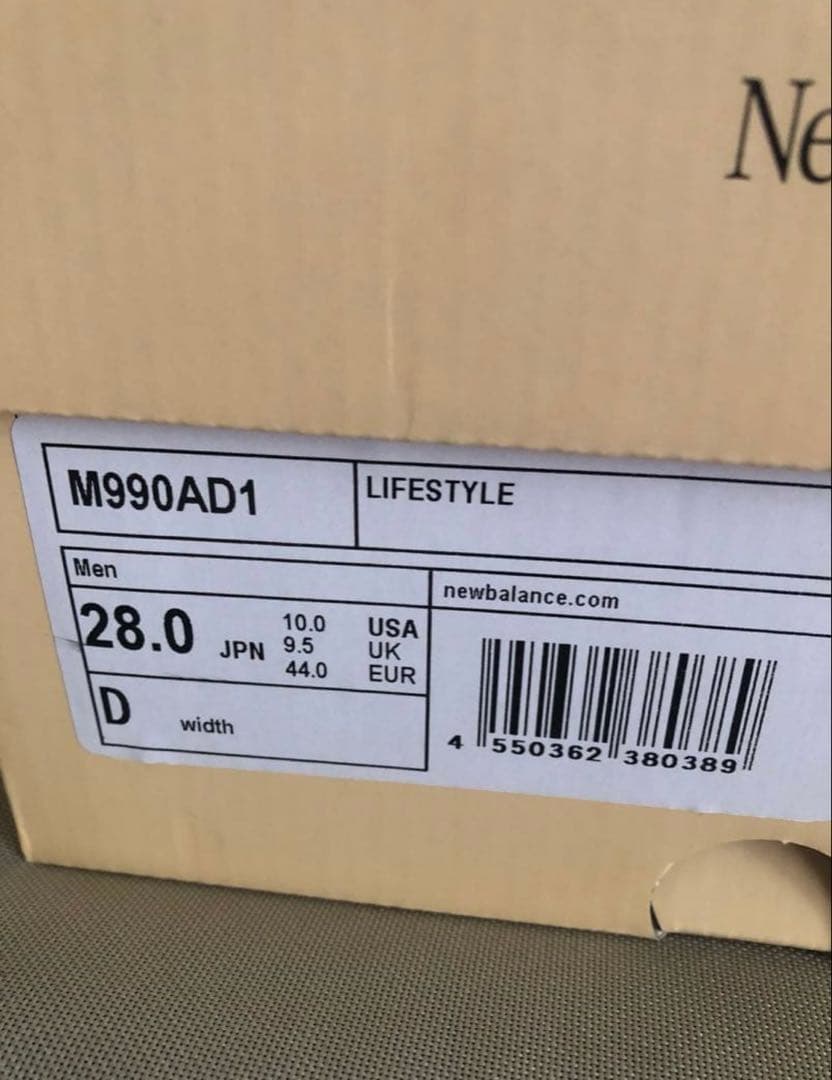 Ne
M990AD1
LIFESTYLE
Men
newbalance.com
28.0 JPN
10.0 USA
9.5 UK
44.0 EUR
D width
4 550362 380389